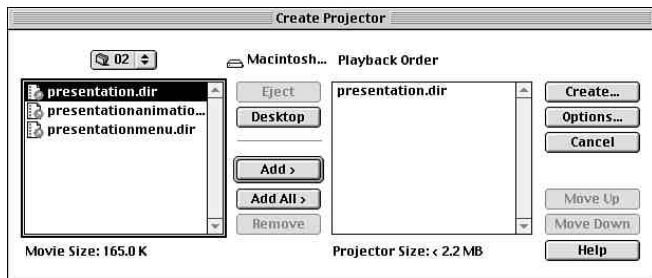 Create Projector
02
Macintosh... Playback Order
presentation.dir
presentationanimatio...
presentationmenu.dir
Eject
Desktop
Add >
Add All >
Remove
presentation.dir
Create...
Options...
Cancel
Move Up
Move Down
Help
Movie Size: 165.0 K
Projector Size: < 2.2 MB